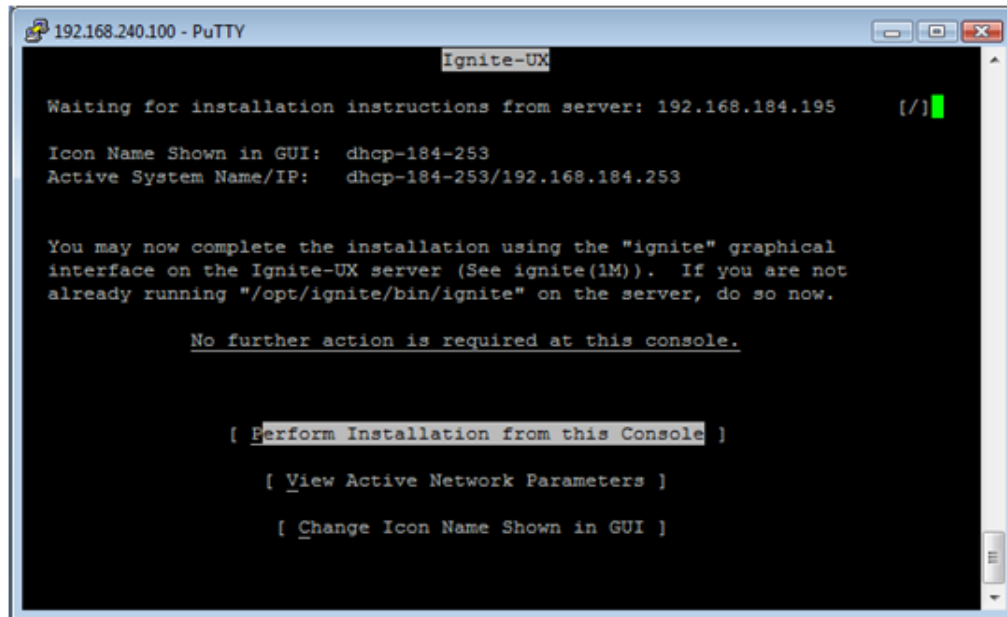 192.168.240.100 - PuTTY
Ignite-UX
Waiting for installation instructions from server: 192.168.184.195 [/]
Icon Name Shown in GUI: dhcp-184-253
Active System Name/IP: dhcp-184-253/192.168.184.253
You may now complete the installation using the "ignite" graphical
interface on the Ignite-UX server (See ignite(1M)). If you are not
already running "/opt/ignite/bin/ignite" on the server, do so now.
No further action is required at this console.
[ Perform Installation from this Console ]
[ View Active Network Parameters ]
[ Change Icon Name Shown in GUI ]